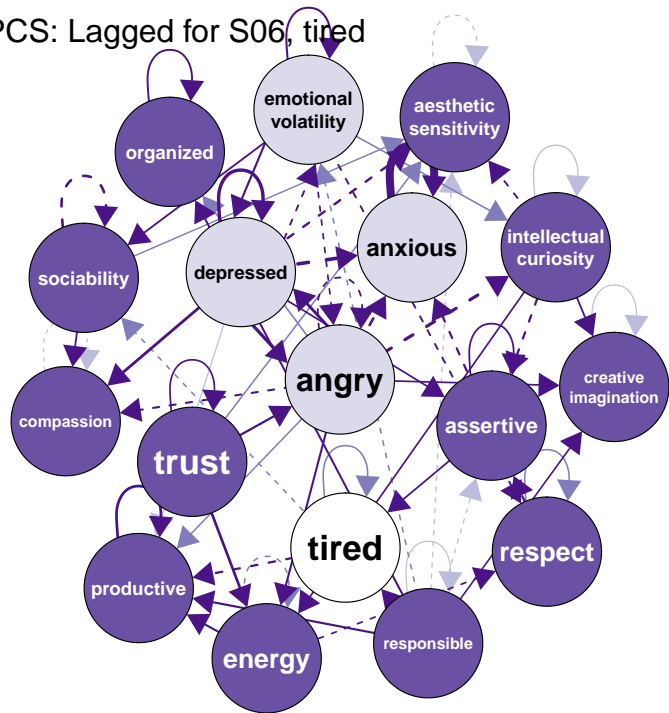 PCS: Lagged for S06, tired
emotional
volatility
aesthetic
sensitivity
organized
sociability
depressed
anxious
intellectual
curiosity
angry
creative
imagination
compassion
trust
assertive
tired
respect
productive
energy
responsible